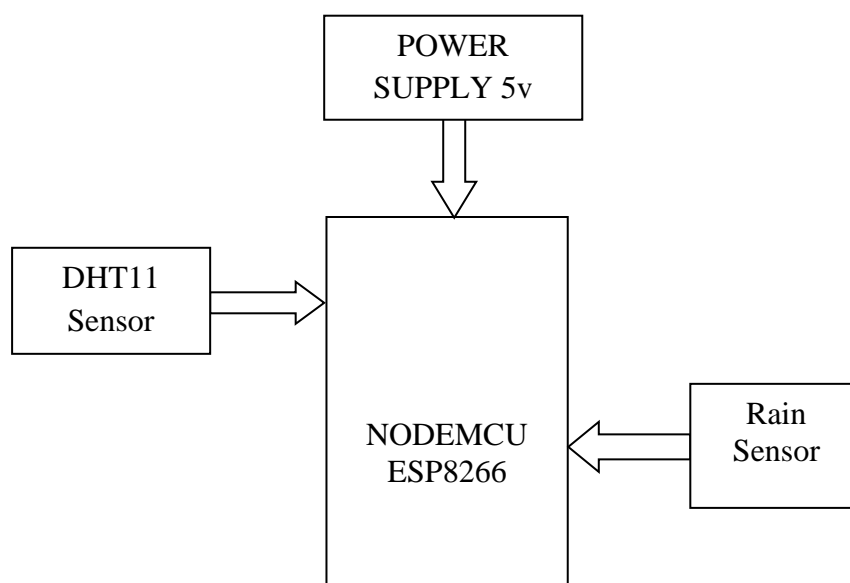 POWER
SUPPLY 5v
DHT11
Sensor
NODEMCU
ESP8266
Rain
Sensor